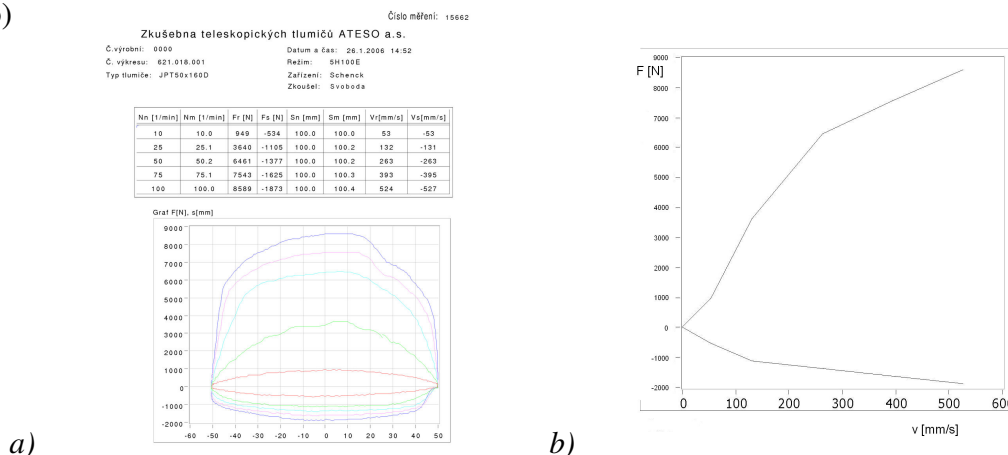 )
Číslo měření: 15662
Zkušebna teleskopických tlumičů ATESO a.s.
Č.výrobní: 0000
Datum a čas: 26.1.2006 14:52
Č. výkresu: 621.018.001
Režim: 5H100E
Typ tlumiče: JPT50x160D
Zařízení: Schenck
Zkoušel: Svoboda
Nn [1/min] Nm [1/min] Fr [N] Fs [N] Sn [mm] Sm [mm] Vr[mm/s] Vs[mm/s]
10 10.0 949 -534 100.0 100.0 53 -53
25 25.1 3640 -1105 100.0 100.2 132 -131
50 50.2 6461 -1377 100.0 100.2 263 -263
75 75.1 7543 -1625 100.0 100.3 393 -395
100 100.0 8589 -1873 100.0 100.4 524 -527
Graf F[N], s[mm]
9000
8000
7000
6000
5000
4000
3000
2000
1000
0
-1000
-2000
-60 -50 -40 -30 -20 -10 0 10 20 30 40 50
a)
F [N]
9000
8000
7000
6000
5000
4000
3000
2000
1000
0
-1000
-2000
0 100 200 300 400 500 600
v [mm/s]
b)